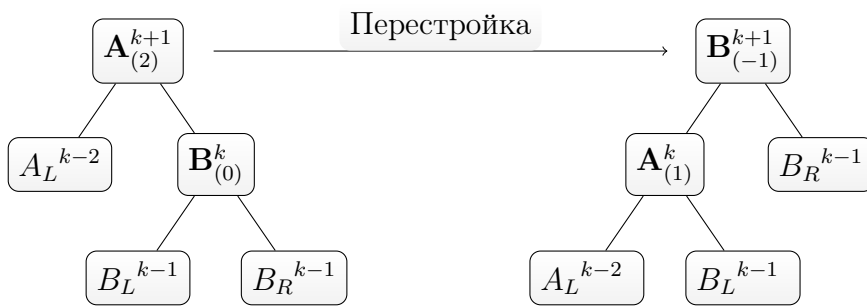 Перестройка
A^{k+1}_{(2)} B^{k+1}_{(-1)}
A_L^{k-2} B^k_{(0)} A^k_{(1)} B_R^{k-1}
B_L^{k-1} B_R^{k-1} A_L^{k-2} B_L^{k-1}